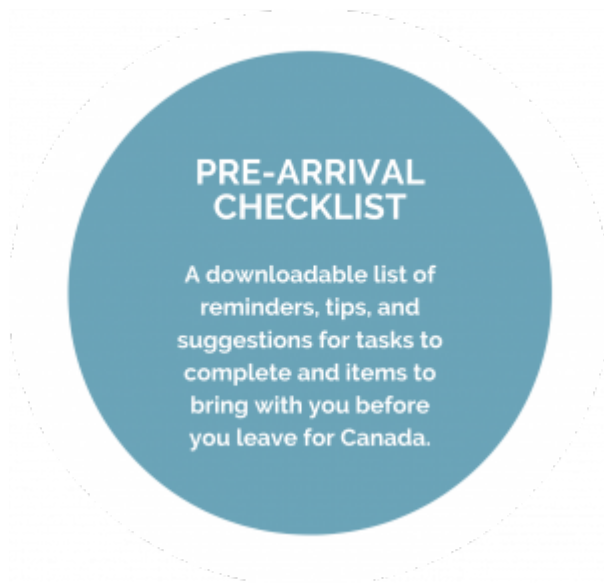 PRE-ARRIVAL
CHECKLIST
A downloadable list of
reminders, tips, and
suggestions for tasks to
complete and items to
bring with you before
you leave for Canada.